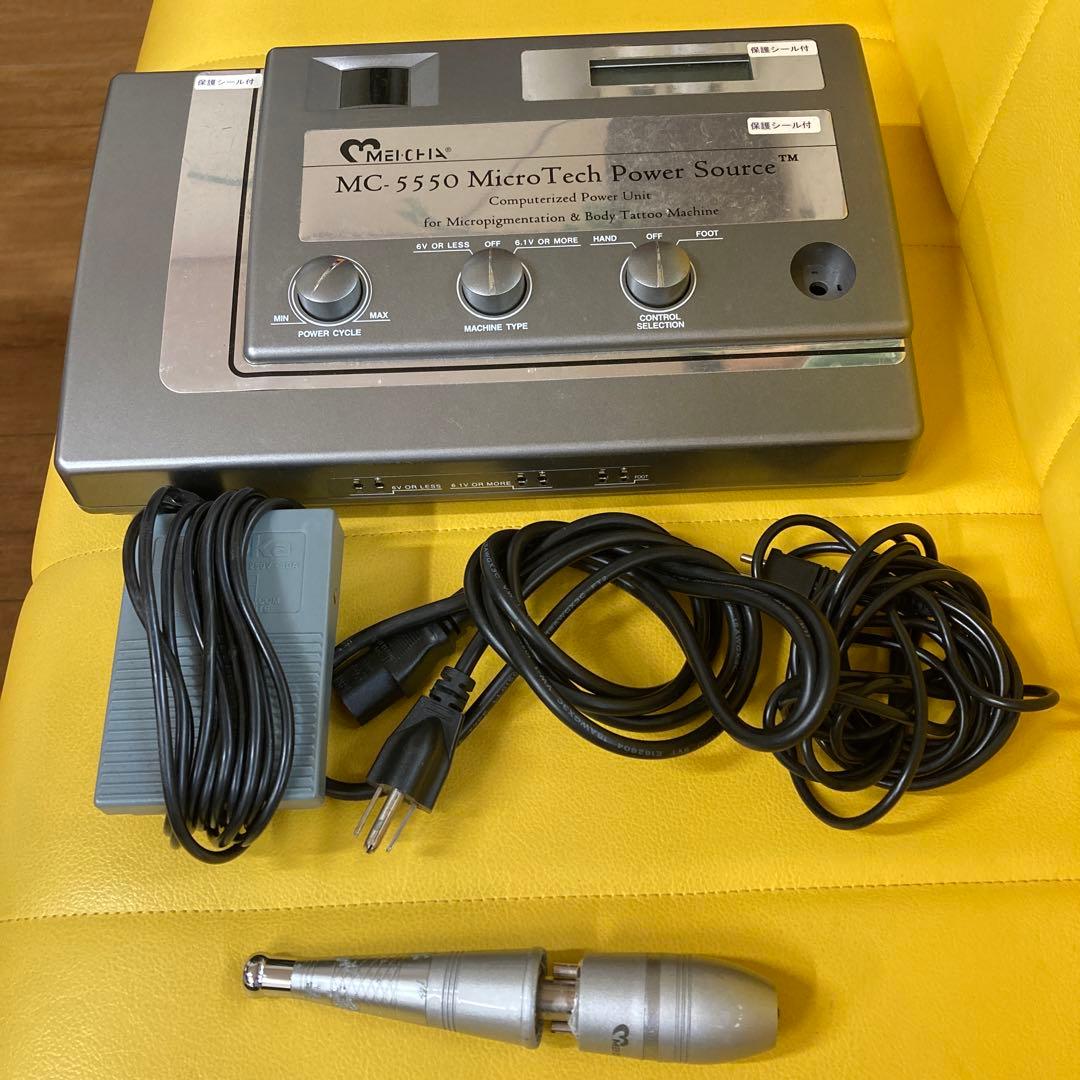 保護シール付
保護シール付
保護シール付
MEI·CHA®
MC-5550 MicroTech Power Source™
Computerized Power Unit
for Micropigmentation & Body Tattoo Machine
6V OR LESS OFF 6.1V OR MORE
HAND OFF FOOT
MIN MAX
POWER CYCLE
MACHINE TYPE
CONTROL
SELECTION
6V OR LESS 6.1V OR MORE FOOT
COM